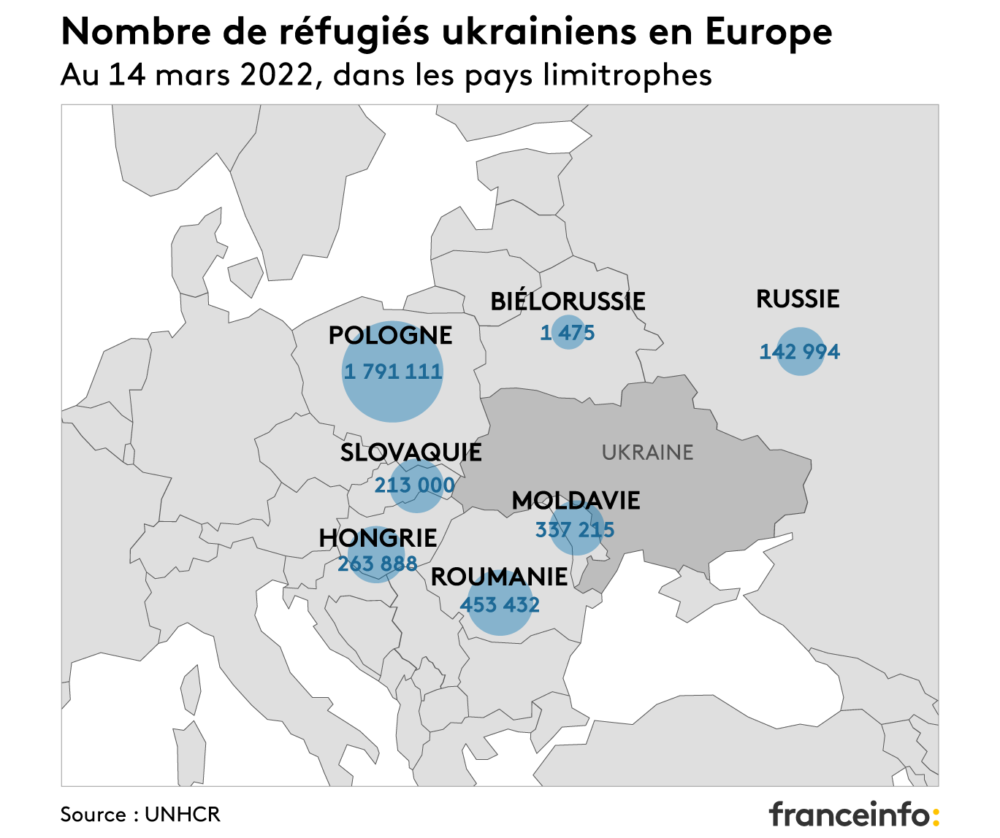 Nombre de réfugiés ukrainiens en Europe
Au 14 mars 2022, dans les pays limitrophes
BIÉLORUSSIE
1 475
RUSSIE
142 994
POLOGNE
1 791 111
SLOVAQUIE
213 000
UKRAINE
MOLDAVIE
337 215
HONGRIE
263 888
ROUMANIE
453 432
Source : UNHCR
franceinfo: